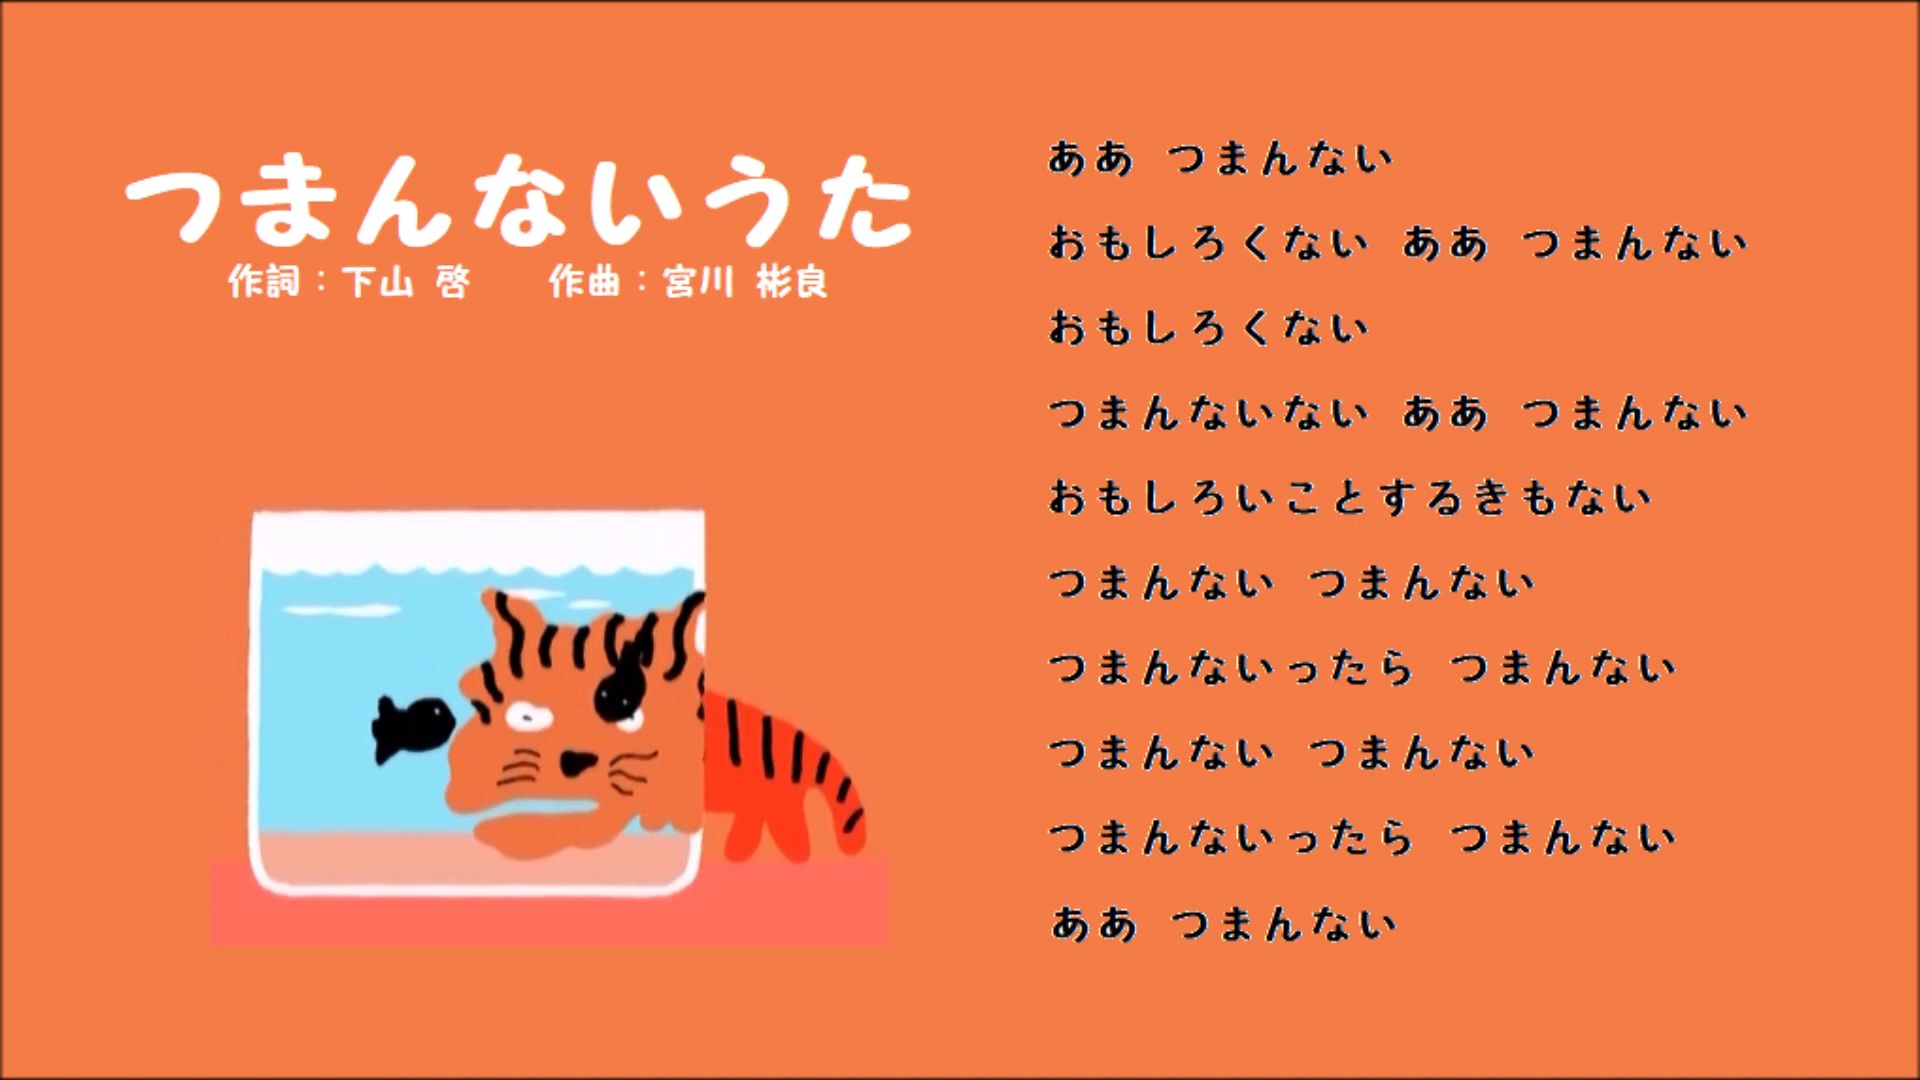 つまんないうた
作詞：下山 啓　　作曲：宮川 彬良
ああ つまんない
おもしろくない ああ つまんない
おもしろくない
つまんないない ああ つまんない
おもしろいことするきもない
つまんない つまんない
つまんないったら つまんない
つまんない つまんない
つまんないったら つまんない
ああ つまんない